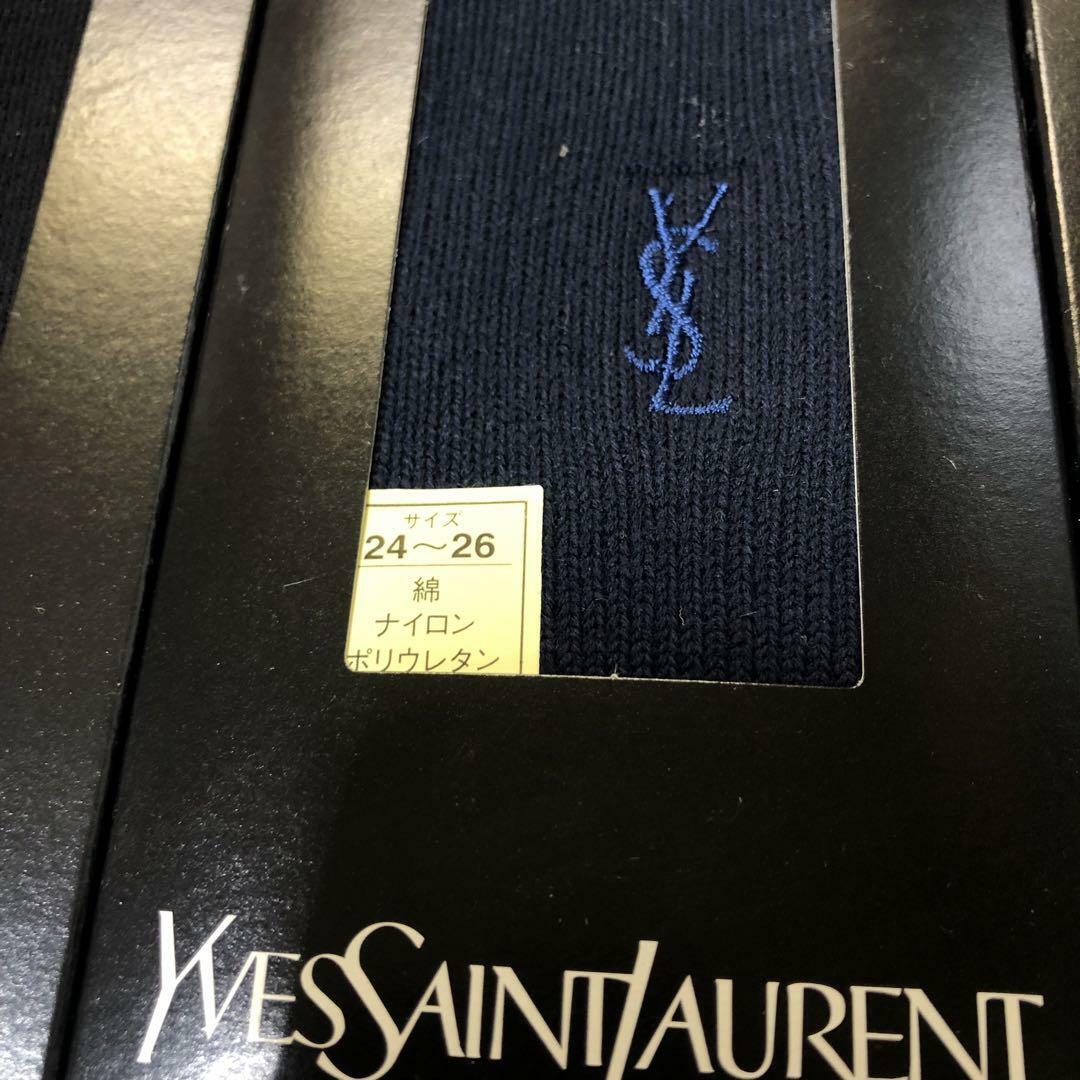 YSL
サイズ
24～26
綿
ナイロン
ポリウレタン
YVES SAINT LAURENT